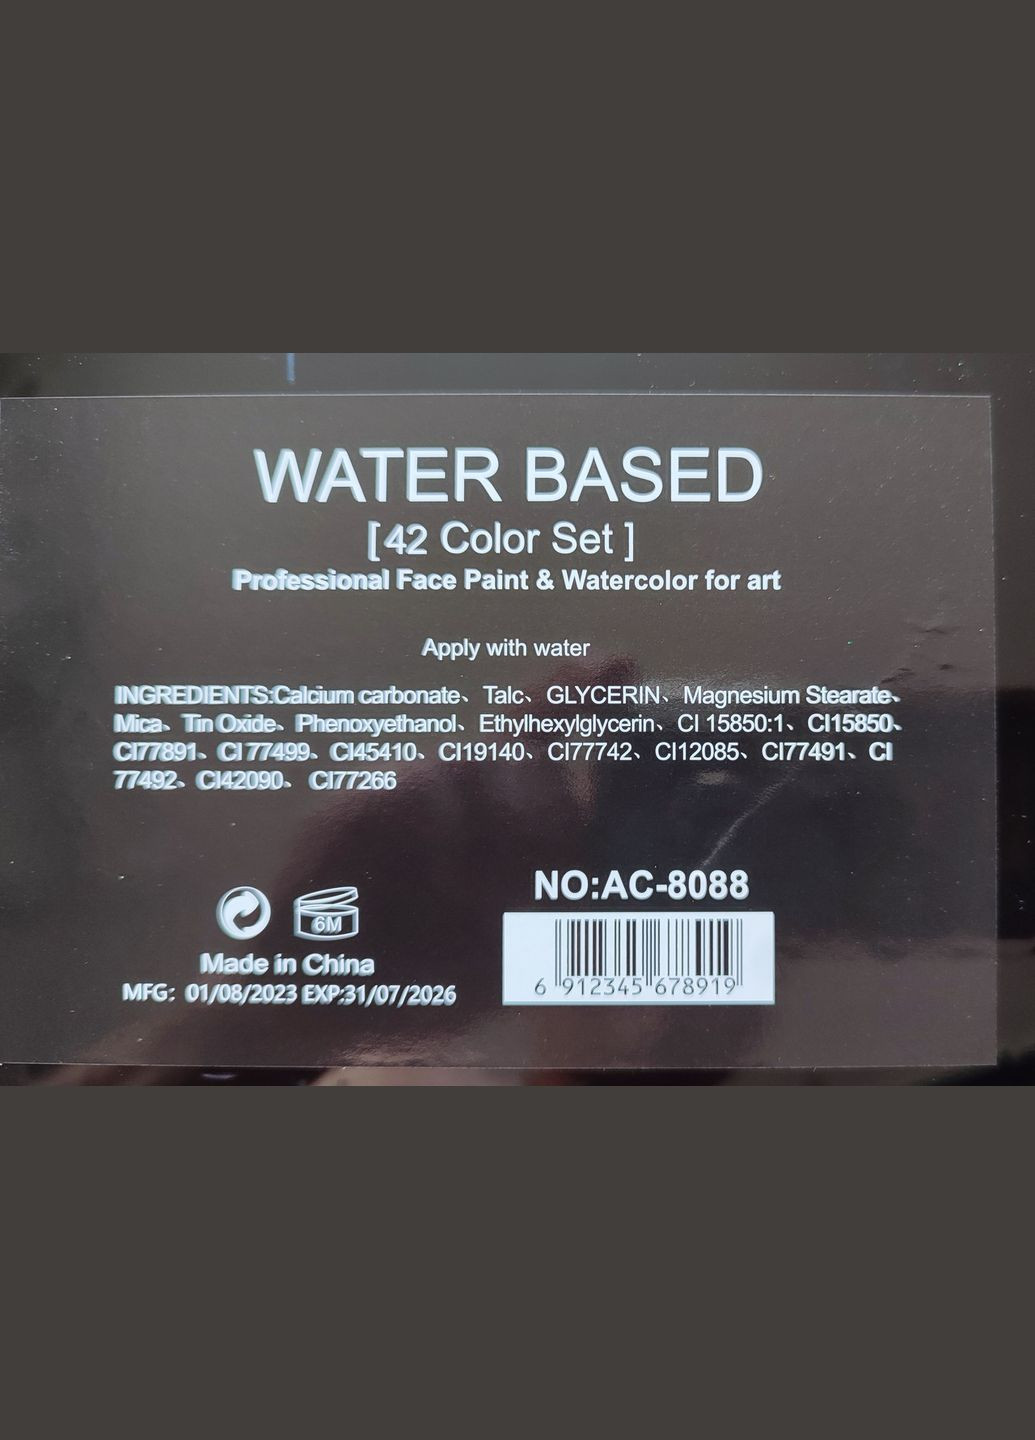 WATER BASED
[ 42 Color Set ]
Professional Face Paint & Watercolor for art
Apply with water
INGREDIENTS:Calcium carbonate、Talc、GLYCERIN、Magnesium Stearate、
Mica、Tin Oxide、Phenoxyethanol、Ethylhexylglycerin、CI 15850:1、CI15850、
CI77891、CI 77499、CI45410、CI19140、CI77742、CI12085、CI77491、CI
77492、CI42090、CI77266
NO:AC-8088
6M
Made in China
MFG: 01/08/2023 EXP:31/07/2026
6 912345 678919